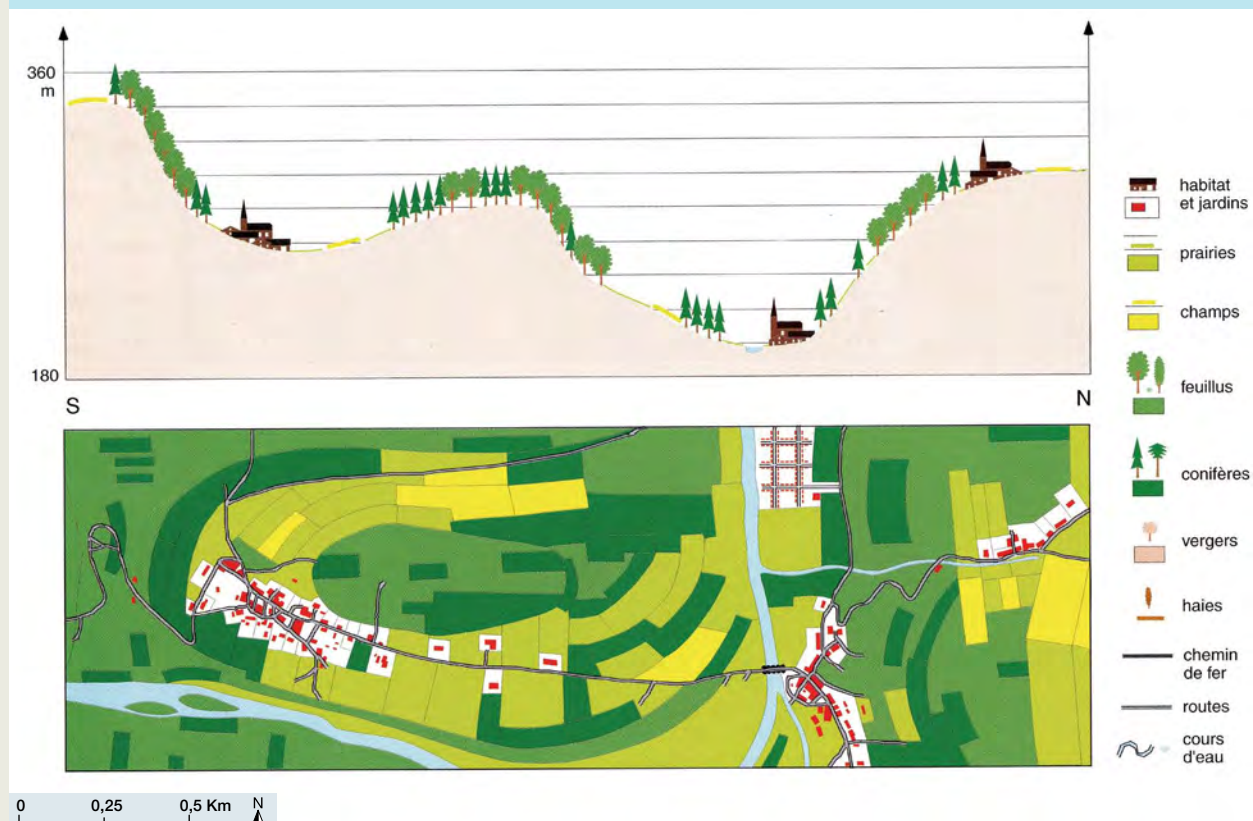 360
m
180
S
N
habitat
et jardins
prairies
champs
feuillus
conifères
vergers
haies
chemin
de fer
routes
cours
d'eau
0 0,25 0,5 Km N